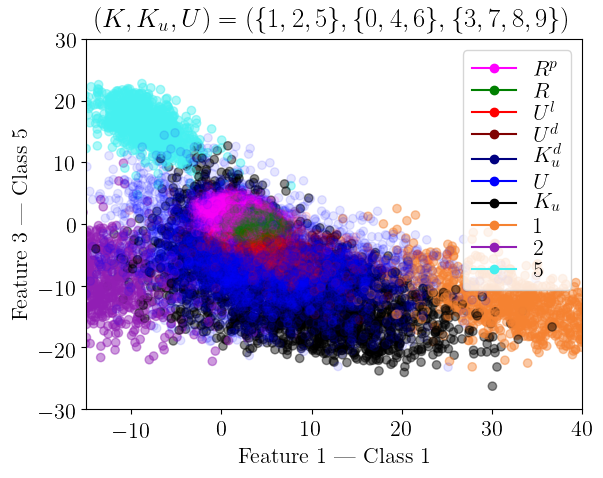 (K, K_u, U) = ({1, 2, 5}, {0, 4, 6}, {3, 7, 8, 9})
30
20
10
0
−10
−20
−30
−10
0
10
20
30
40
Feature 3 — Class 5
Feature 1 — Class 1
R^p
R
U^l
U^d
K_u^d
U
K_u
1
2
5